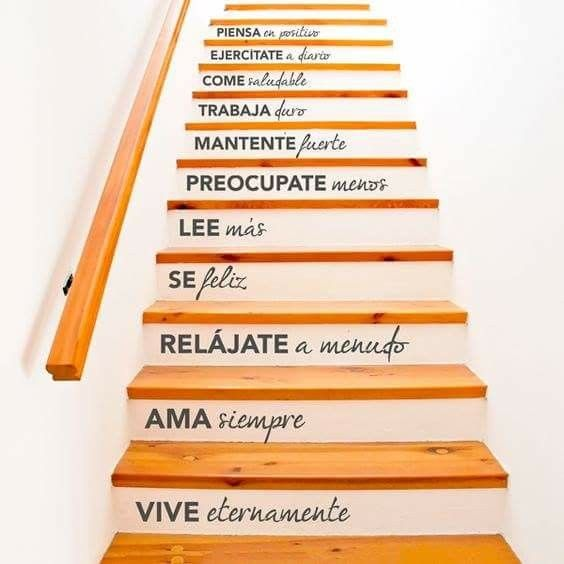 PIENSA en positivo
EJERCÍTATE a diario
COME saludable
TRABAJA duro
MANTENTE fuerte
PREOCUPATE menos
LEE más
SE feliz
RELÁJATE a menudo
AMA siempre
VIVE eternamente